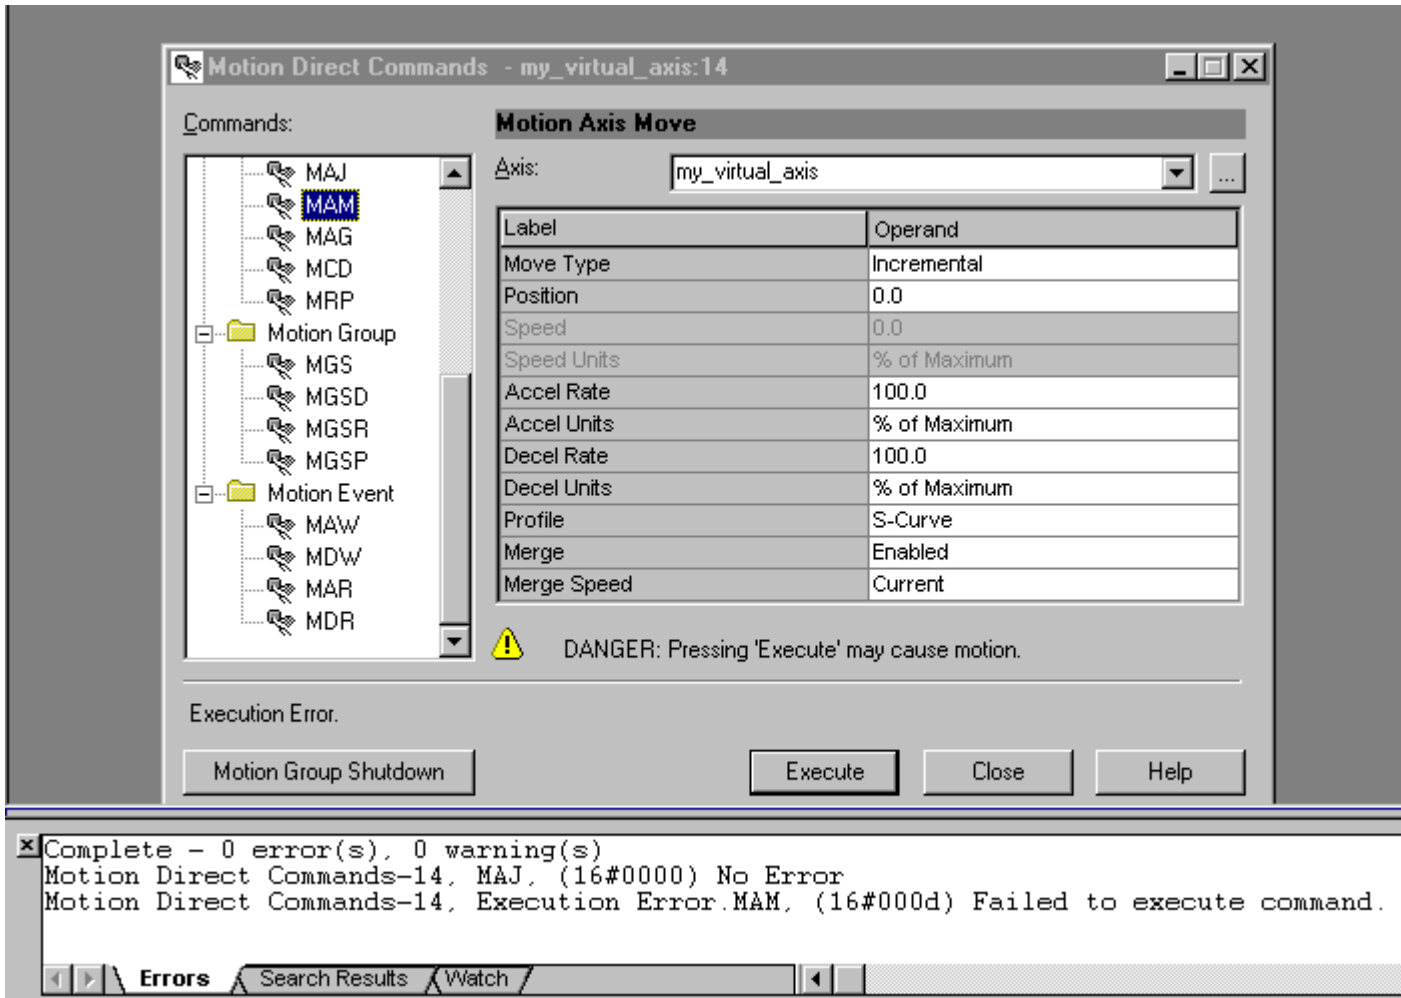 Motion Direct Commands - my_virtual_axis:14
Commands:
MAJ
MAM
MAG
MCD
MRP
Motion Group
MGS
MGSD
MGSR
MGSP
Motion Event
MAW
MDW
MAR
MDR
Motion Axis Move
Axis: my_virtual_axis ...
Label Operand
Move Type Incremental
Position 0.0
Speed 0.0
Speed Units % of Maximum
Accel Rate 100.0
Accel Units % of Maximum
Decel Rate 100.0
Decel Units % of Maximum
Profile S-Curve
Merge Enabled
Merge Speed Current
DANGER: Pressing 'Execute' may cause motion.
Execution Error.
Motion Group Shutdown Execute Close Help
Complete - 0 error(s), 0 warning(s)
Motion Direct Commands-14, MAJ, (16#0000) No Error
Motion Direct Commands-14, Execution Error.MAM, (16#000d) Failed to execute command.
Errors Search Results Watch